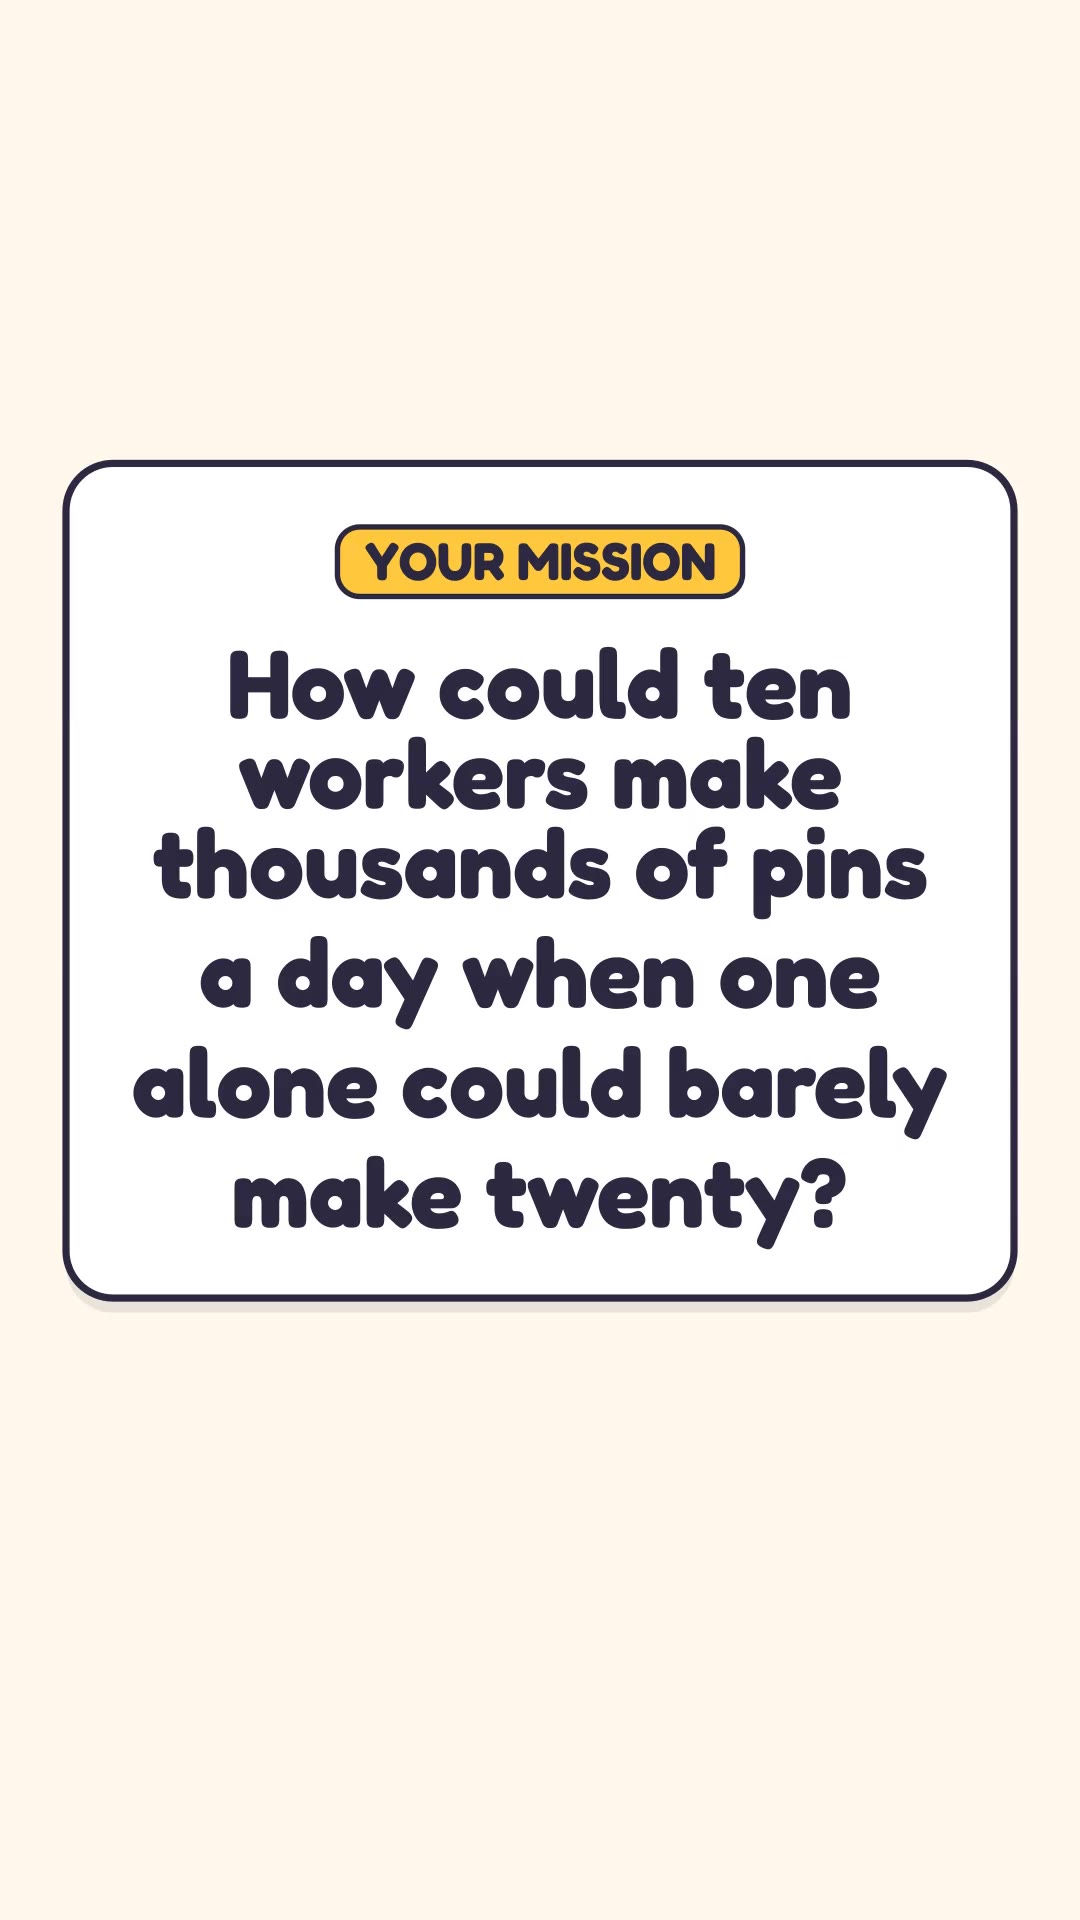 YOUR MISSION
How could ten
workers make
thousands of pins
a day when one
alone could barely
make twenty?